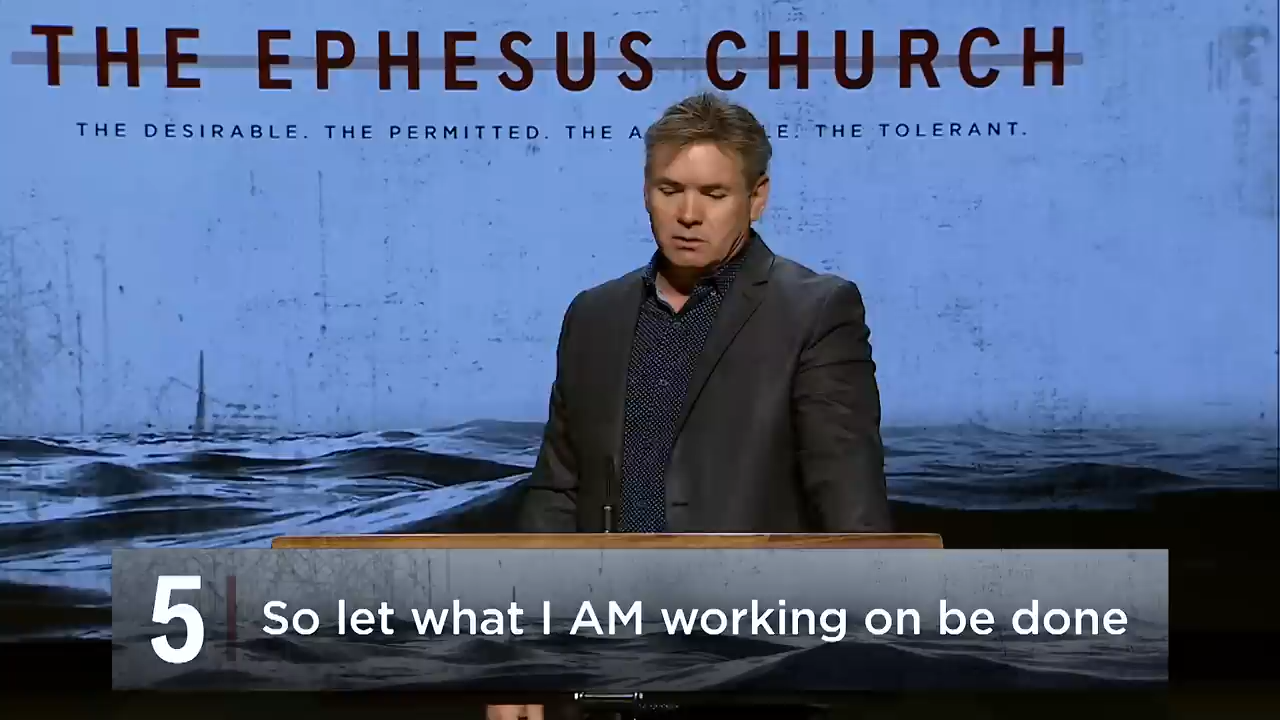 THE EPHESUS CHURCH
THE DESIRABLE. THE PERMITTED. THE THE TOLERANT.
5
So let what I AM working on be done